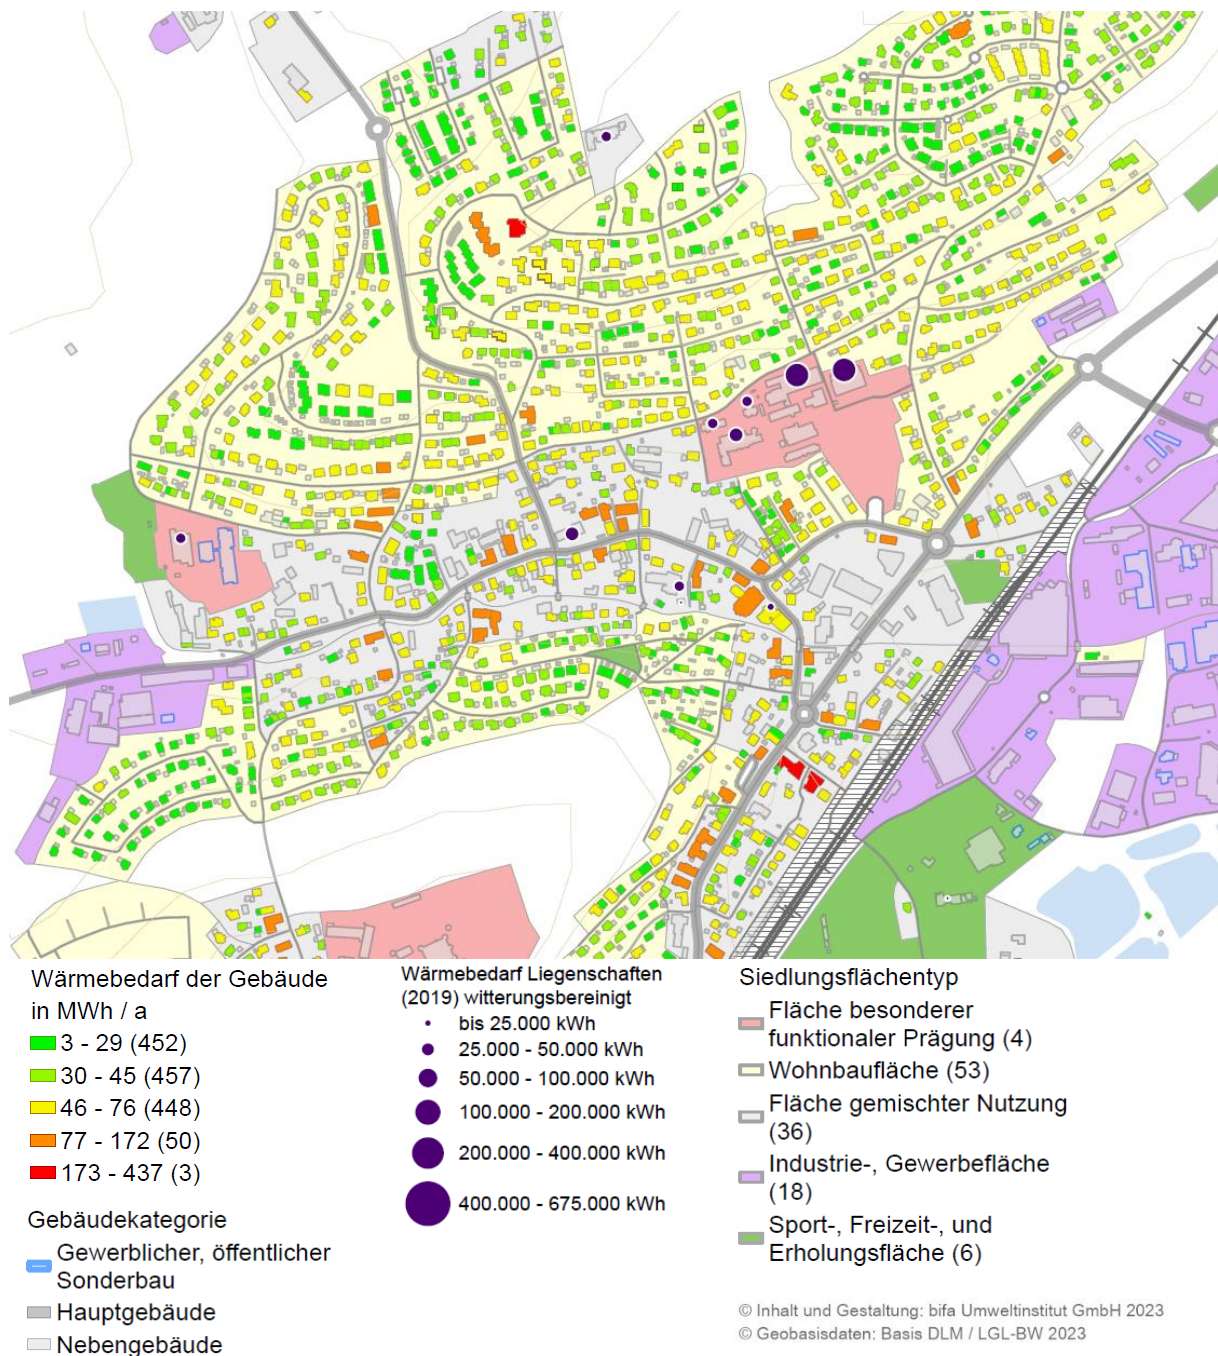 Wärmebedarf der Gebäude
in MWh / a
3 - 29 (452)
30 - 45 (457)
46 - 76 (448)
77 - 172 (50)
173 - 437 (3)
Gebäudekategorie
Gewerblicher, öffentlicher
Sonderbau
Hauptgebäude
Nebengebäude
Wärmebedarf Liegenschaften
(2019) witterungsbereinigt
bis 25.000 kWh
25.000 - 50.000 kWh
50.000 - 100.000 kWh
100.000 - 200.000 kWh
200.000 - 400.000 kWh
400.000 - 675.000 kWh
Siedlungsflächentyp
Fläche besonderer
funktionaler Prägung (4)
Wohnbaufläche (53)
Fläche gemischter Nutzung
(36)
Industrie-, Gewerbefläche
(18)
Sport-, Freizeit-, und
Erholungsfläche (6)
© Inhalt und Gestaltung: bifa Umweltinstitut GmbH 2023
© Geobasisdaten: Basis DLM / LGL-BW 2023